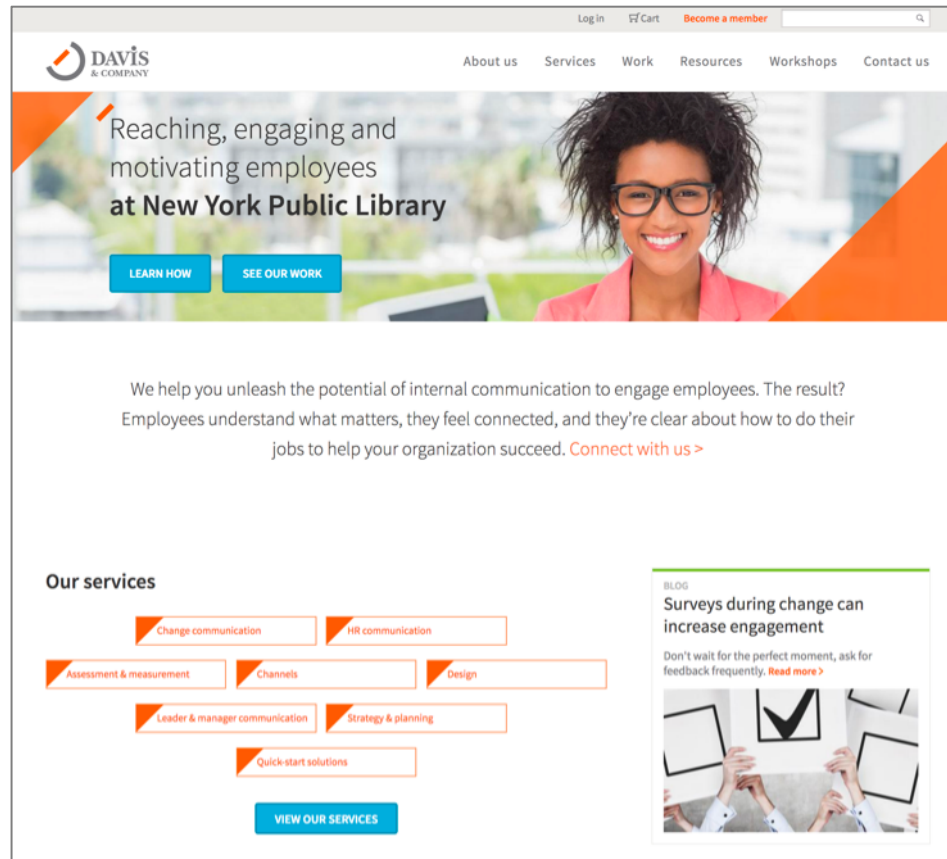 Log in Cart Become a member
DAVIS
& COMPANY
About us Services Work Resources Workshops Contact us
Reaching, engaging and
motivating employees
at New York Public Library
LEARN HOW SEE OUR WORK
We help you unleash the potential of internal communication to engage employees. The result?
Employees understand what matters, they feel connected, and they're clear about how to do their
jobs to help your organization succeed. Connect with us >
Our services
Change communication HR communication
Assessment & measurement Channels Design
Leader & manager communication Strategy & planning
Quick-start solutions
VIEW OUR SERVICES
BLOG
Surveys during change can
increase engagement
Don't wait for the perfect moment, ask for
feedback frequently. Read more >